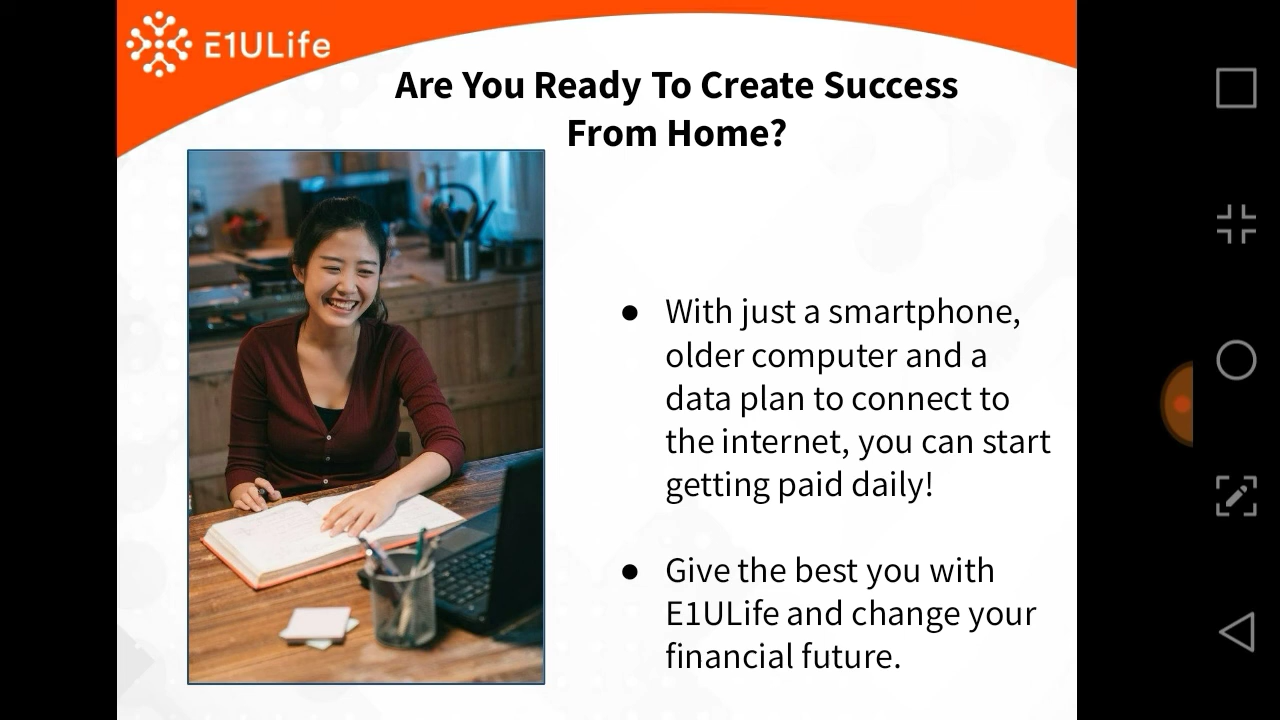 E1ULife
Are You Ready To Create Success
From Home?
● With just a smartphone,
older computer and a
data plan to connect to
the internet, you can start
getting paid daily!
● Give the best you with
E1ULife and change your
financial future.